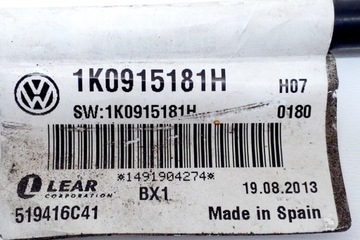 1K0915181H H07
SW:1K0915181H 0180
*1491904274*
LEAR BX1 19.08.2013
CORPORATION
519416C41 Made in Spain